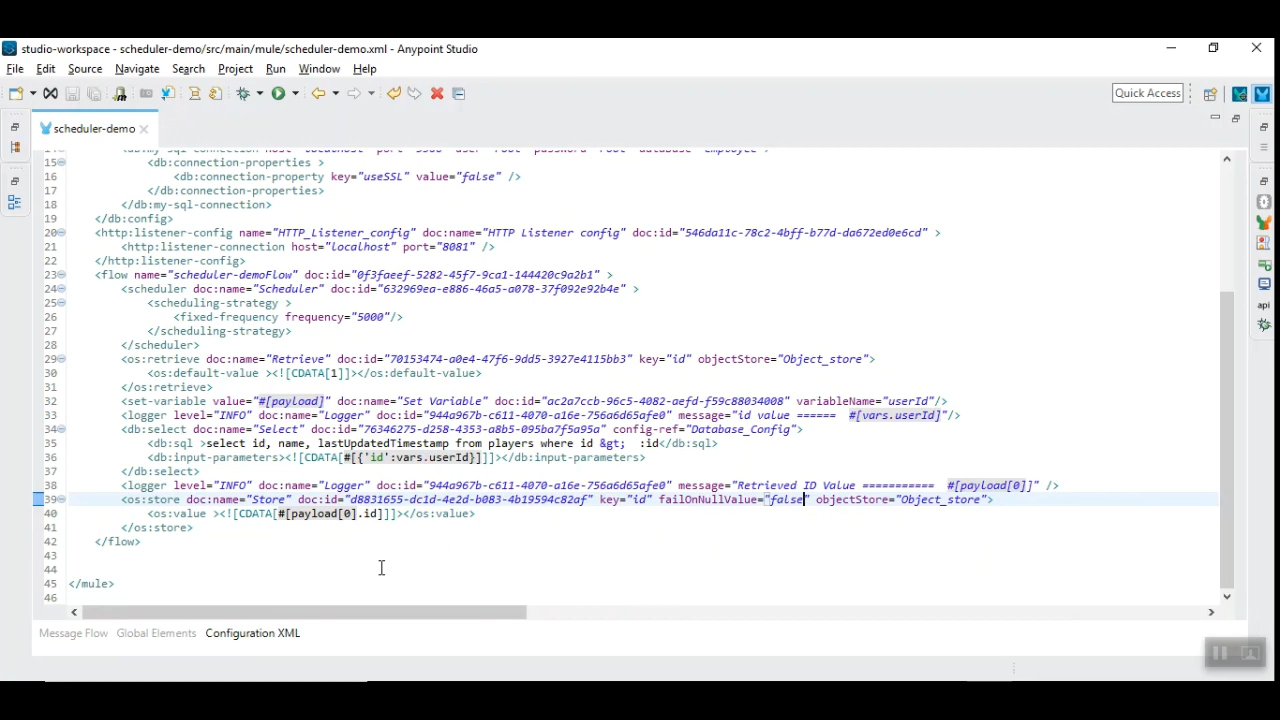 studio-workspace - scheduler-demo/src/main/mule/scheduler-demo.xml - Anypoint Studio
File Edit Source Navigate Search Project Run Window Help
Quick Access
scheduler-demo
<db:my-sql-connection host="localhost" port="3306" user="root" password="root" database="employee">
15 <db:connection-properties >
16 <db:connection-property key="useSSL" value="false" />
17 </db:connection-properties>
18 </db:my-sql-connection>
19 </db:config>
20 <http:listener-config name="HTTP_Listener_config" doc:name="HTTP Listener config" doc:id="546da11c-78c2-4bff-b77d-da672ed0e6cd" >
21 <http:listener-connection host="localhost" port="8081" />
22 </http:listener-config>
23 <flow name="scheduler-demoFlow" doc:id="0f3faeef-5282-45f7-9ca1-144420c9a2b1" >
24 <scheduler doc:name="Scheduler" doc:id="632969ea-e886-46a5-a078-37f092e92b4e" >
25 <scheduling-strategy >
26 <fixed-frequency frequency="5000"/>
27 </scheduling-strategy>
28 </scheduler>
29 <os:retrieve doc:name="Retrieve" doc:id="70153474-a0e4-47f6-9dd5-3927e4115bb3" key="id" objectStore="Object_store">
30 <os:default-value ><![CDATA[1]]></os:default-value>
31 </os:retrieve>
32 <set-variable value="#[payload]" doc:name="Set Variable" doc:id="ac2a7ccb-96c5-4082-aefd-f59c88034008" variableName="userId"/>
33 <logger level="INFO" doc:name="Logger" doc:id="944a967b-c611-4070-a16e-756a6d65afe0" message="id value ====== #[vars.userId]"/>
34 <db:select doc:name="Select" doc:id="76346275-d258-4353-a8b5-095ba7f5a95a" config-ref="Database_Config">
35 <db:sql >select id, name, lastUpdatedTimestamp from players where id &gt; :id</db:sql>
36 <db:input-parameters><![CDATA[#[{'id':vars.userId}]]]></db:input-parameters>
37 </db:select>
38 <logger level="INFO" doc:name="Logger" doc:id="944a967b-c611-4070-a16e-756a6d65afe0" message="Retrieved ID Value =========== #[payload[0]]" />
39 <os:store doc:name="Store" doc:id="d8831655-dc1d-4e2d-b083-4b19594c82af" key="id" failOnNullValue="false" objectStore="Object_store">
40 <os:value ><![CDATA[#[payload[0].id]]]></os:value>
41 </os:store>
42 </flow>
43
44
45 </mule>
46
Message Flow Global Elements Configuration XML
api